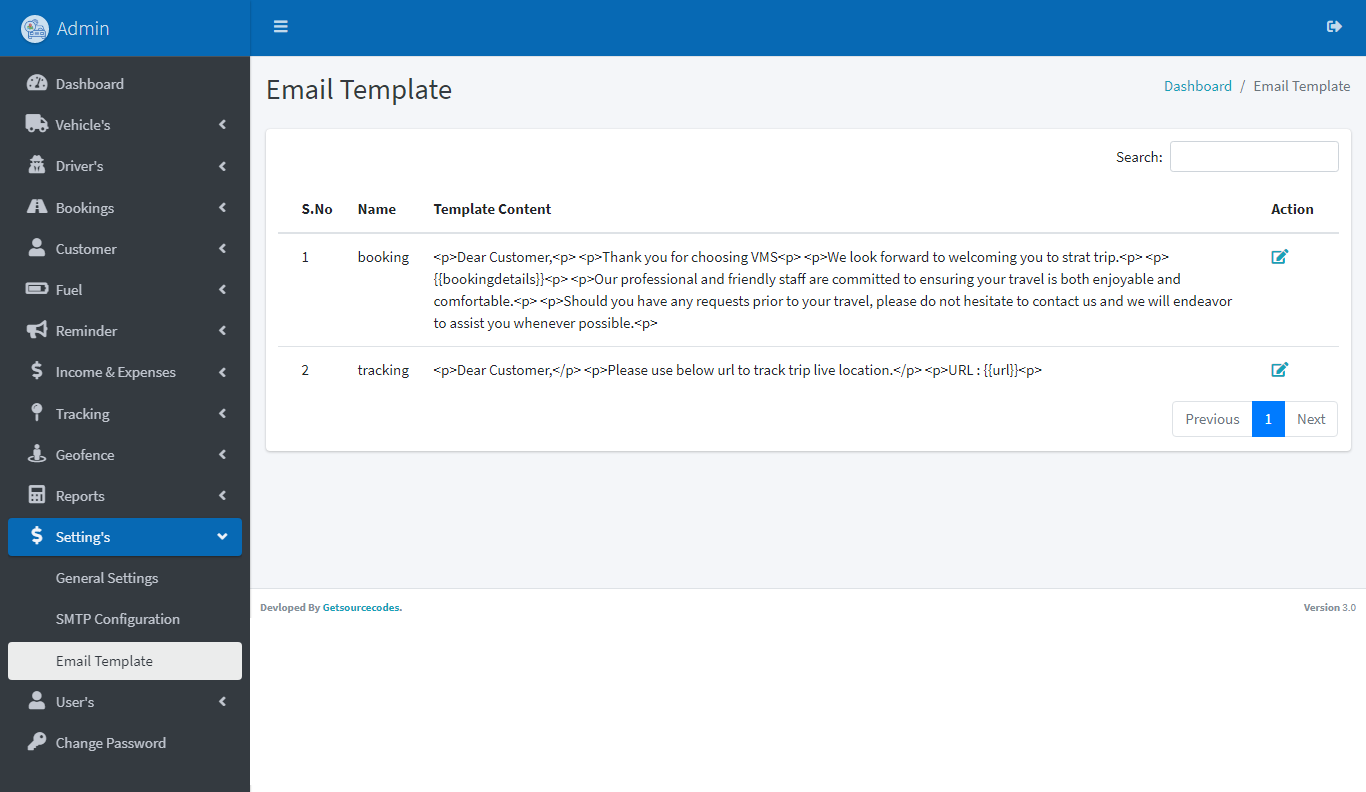 Admin
Dashboard
Vehicle's
Driver's
Bookings
Customer
Fuel
Reminder
Income & Expenses
Tracking
Geofence
Reports
Setting's
General Settings
SMTP Configuration
Email Template
User's
Change Password
Email Template
Dashboard / Email Template
Search:
S.No Name Template Content Action
1 booking <p>Dear Customer,<p> <p>Thank you for choosing VMS<p> <p>We look forward to welcoming you to strat trip.<p> <p>
{{bookingdetails}}<p> <p>Our professional and friendly staff are committed to ensuring your travel is both enjoyable and
comfortable.<p> <p>Should you have any requests prior to your travel, please do not hesitate to contact us and we will endeavor
to assist you whenever possible.<p>
2 tracking <p>Dear Customer,</p> <p>Please use below url to track trip live location.</p> <p>URL : {{url}}<p>
Previous 1 Next
Devloped By Getsourcecodes.
Version 3.0